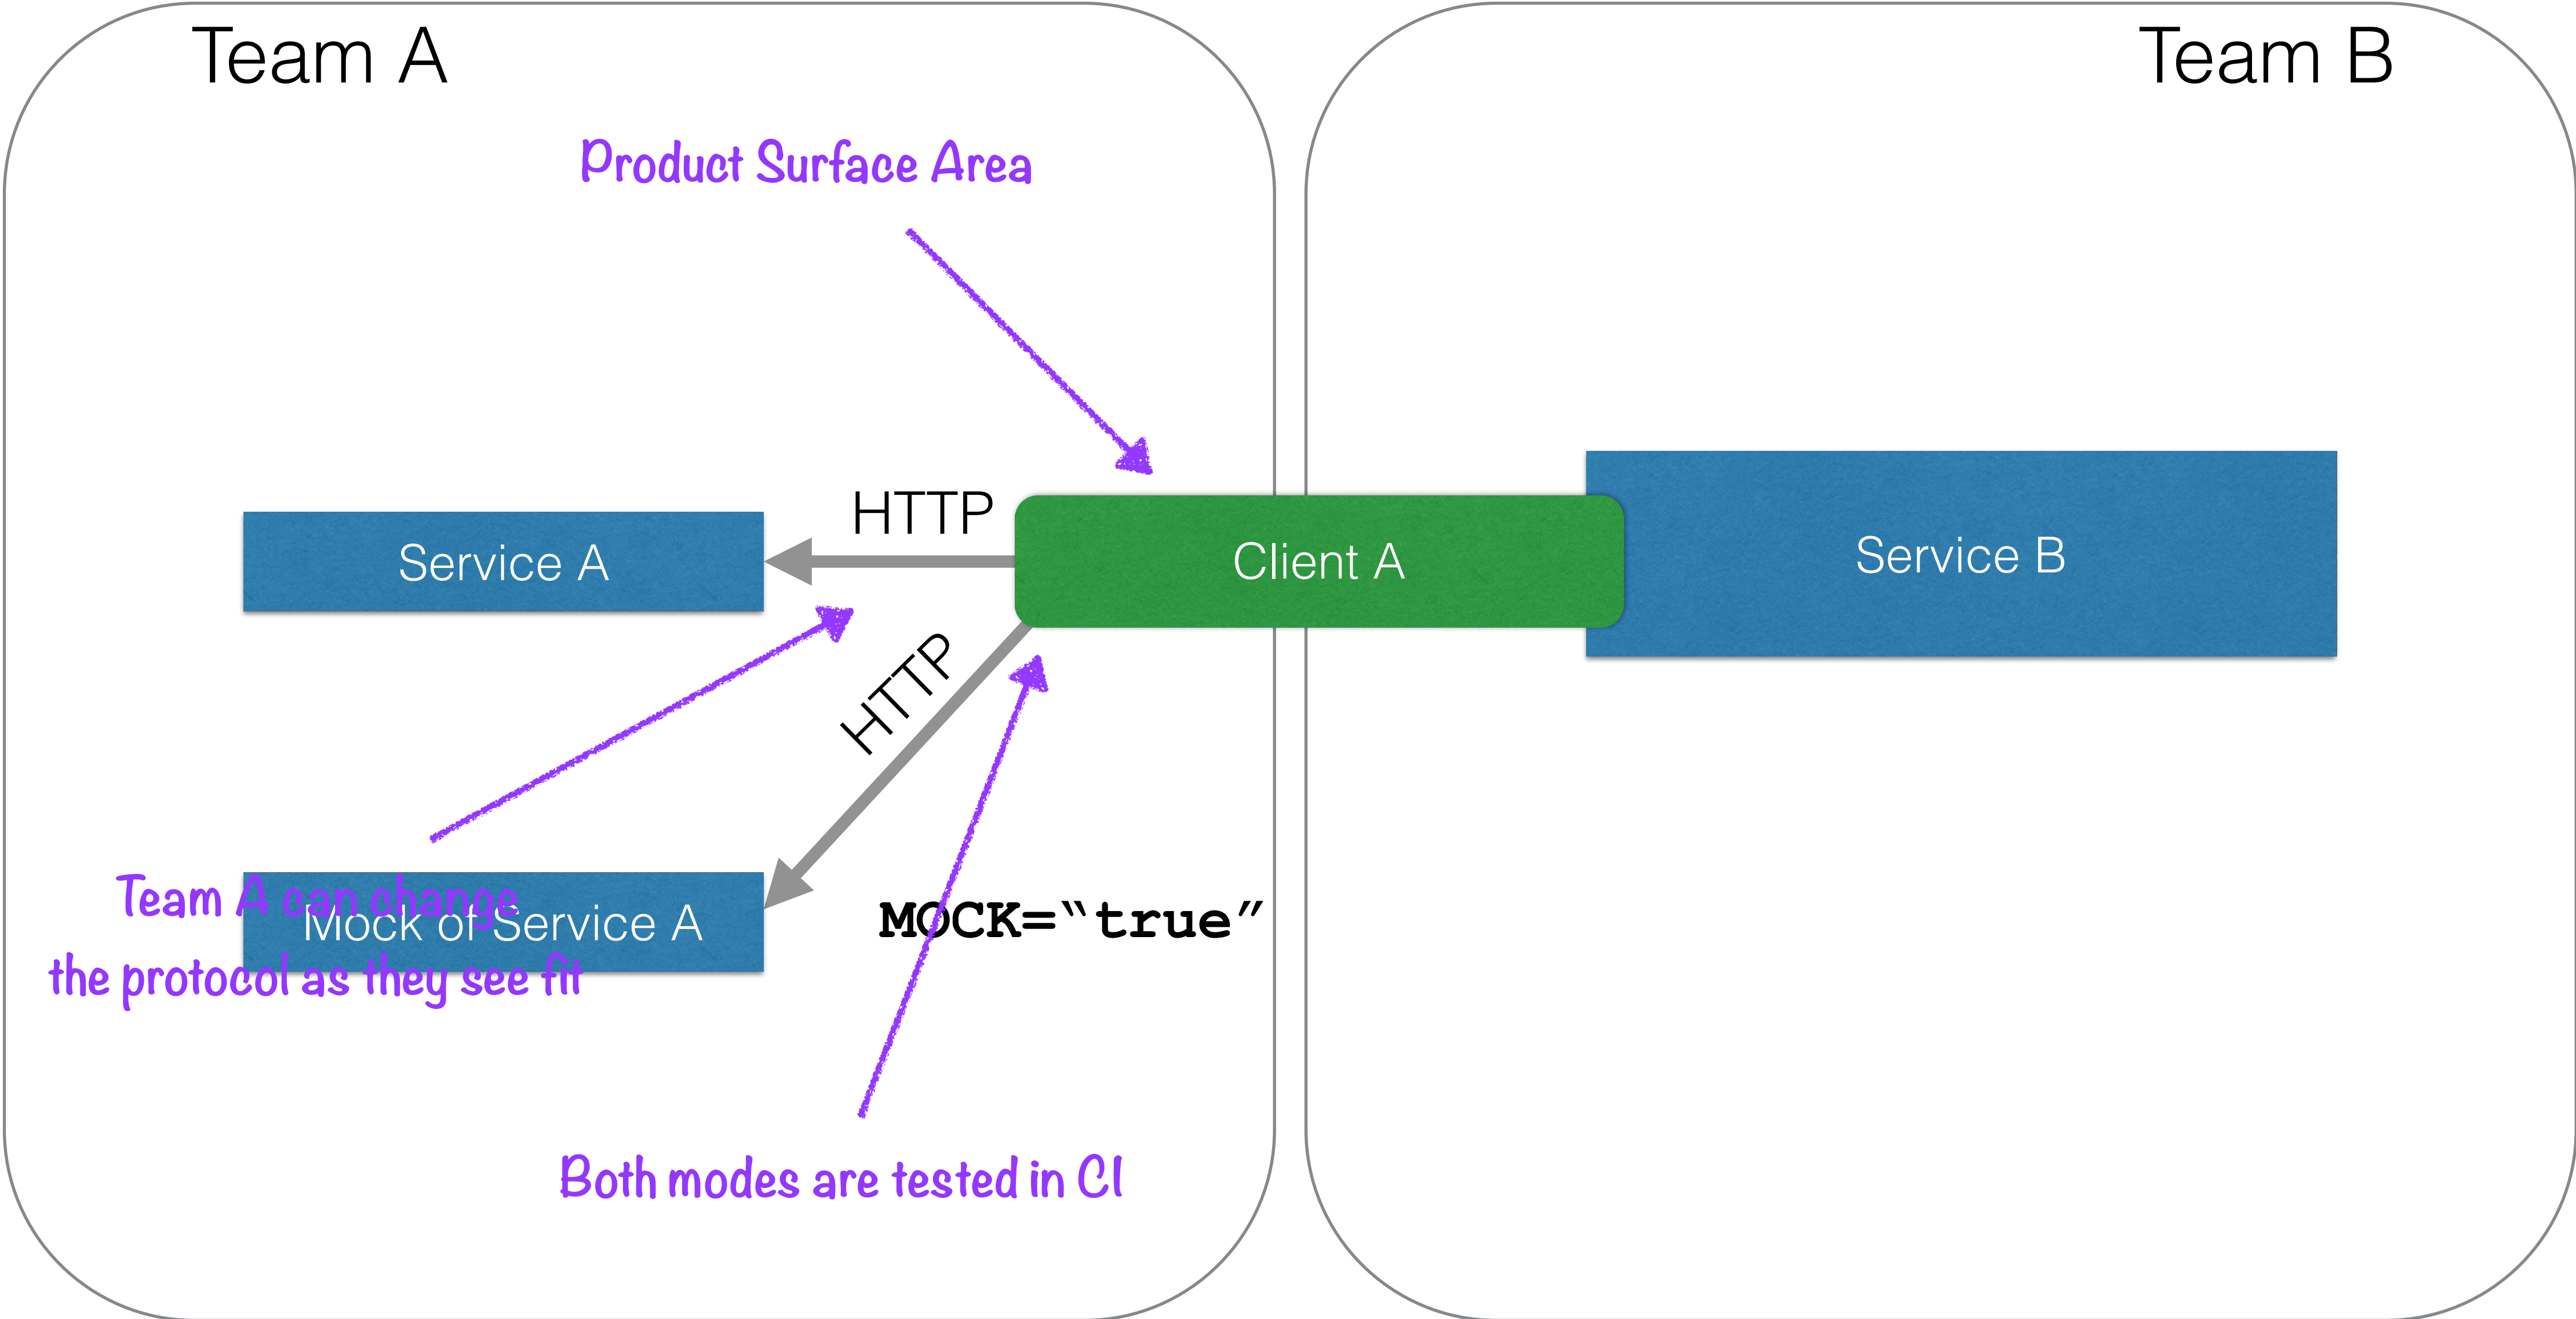 Team A
Team B
Product Surface Area
HTTP
Service A
Client A
Service B
HTTP
Team A can change
the protocol as they see fit
Mock of Service A
MOCK=“true”
Both modes are tested in CI